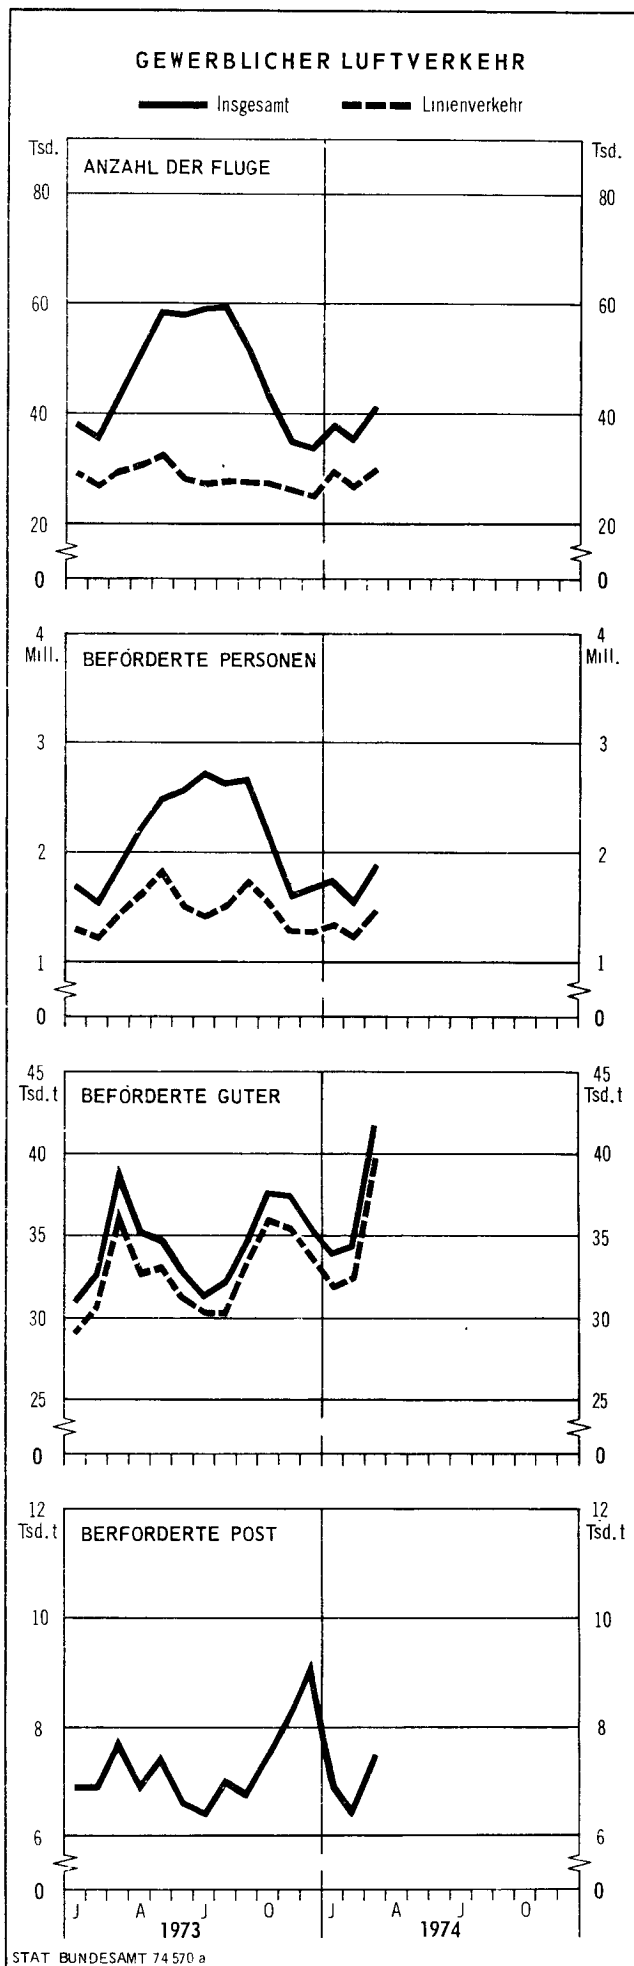 GEWERBLICHER LUFTVERKEHR
Insgesamt Linienverkehr
Tsd. Tsd.
ANZAHL DER FLUGE
80 80
60 60
40 40
20 20
0 0
4 4
Mill. Mill.
BEFÖRDERTE PERSONEN
3 3
2 2
1 1
0 0
45 45
Tsd.t Tsd.t
BEFÖRDERTE GUTER
40 40
35 35
30 30
25 25
0 0
12 12
Tsd.t Tsd.t
BERFORDERTE POST
10 10
8 8
6 6
0 0
J A J O J A J O
1973 1974
STAT BUNDESAMT 74 570 a